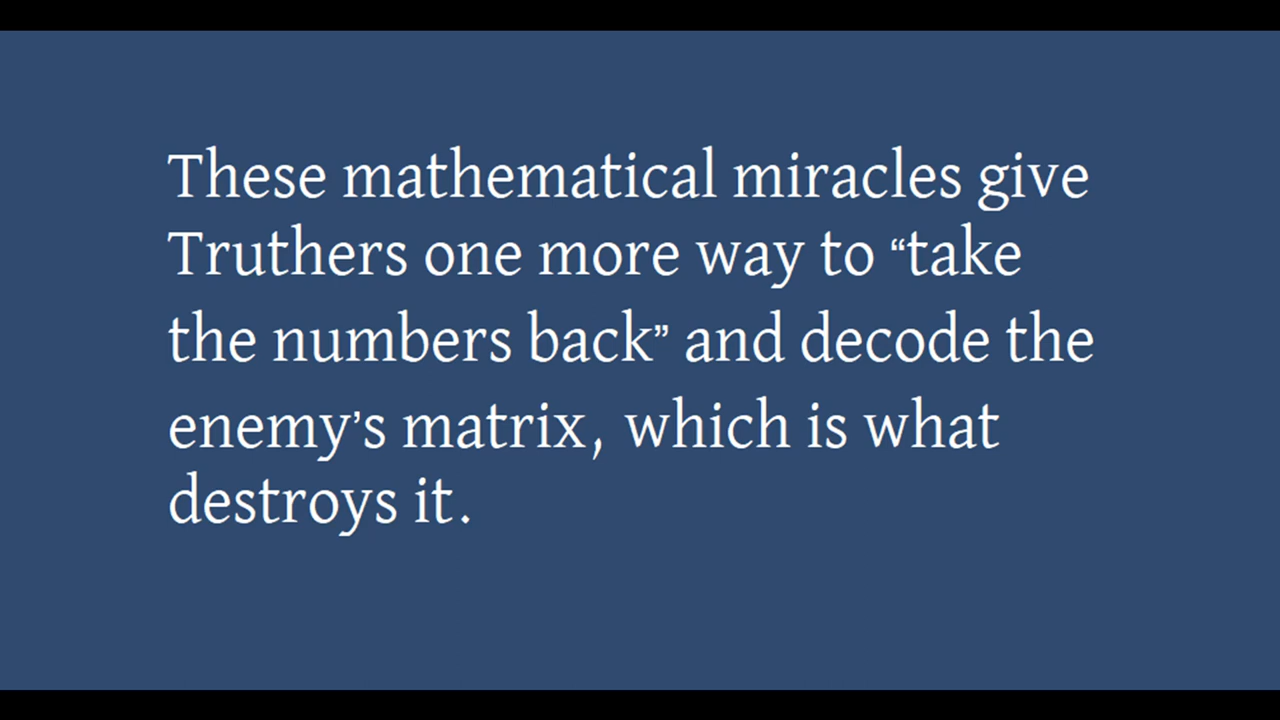 These mathematical miracles give
Truthers one more way to “take
the numbers back” and decode the
enemy’s matrix, which is what
destroys it.